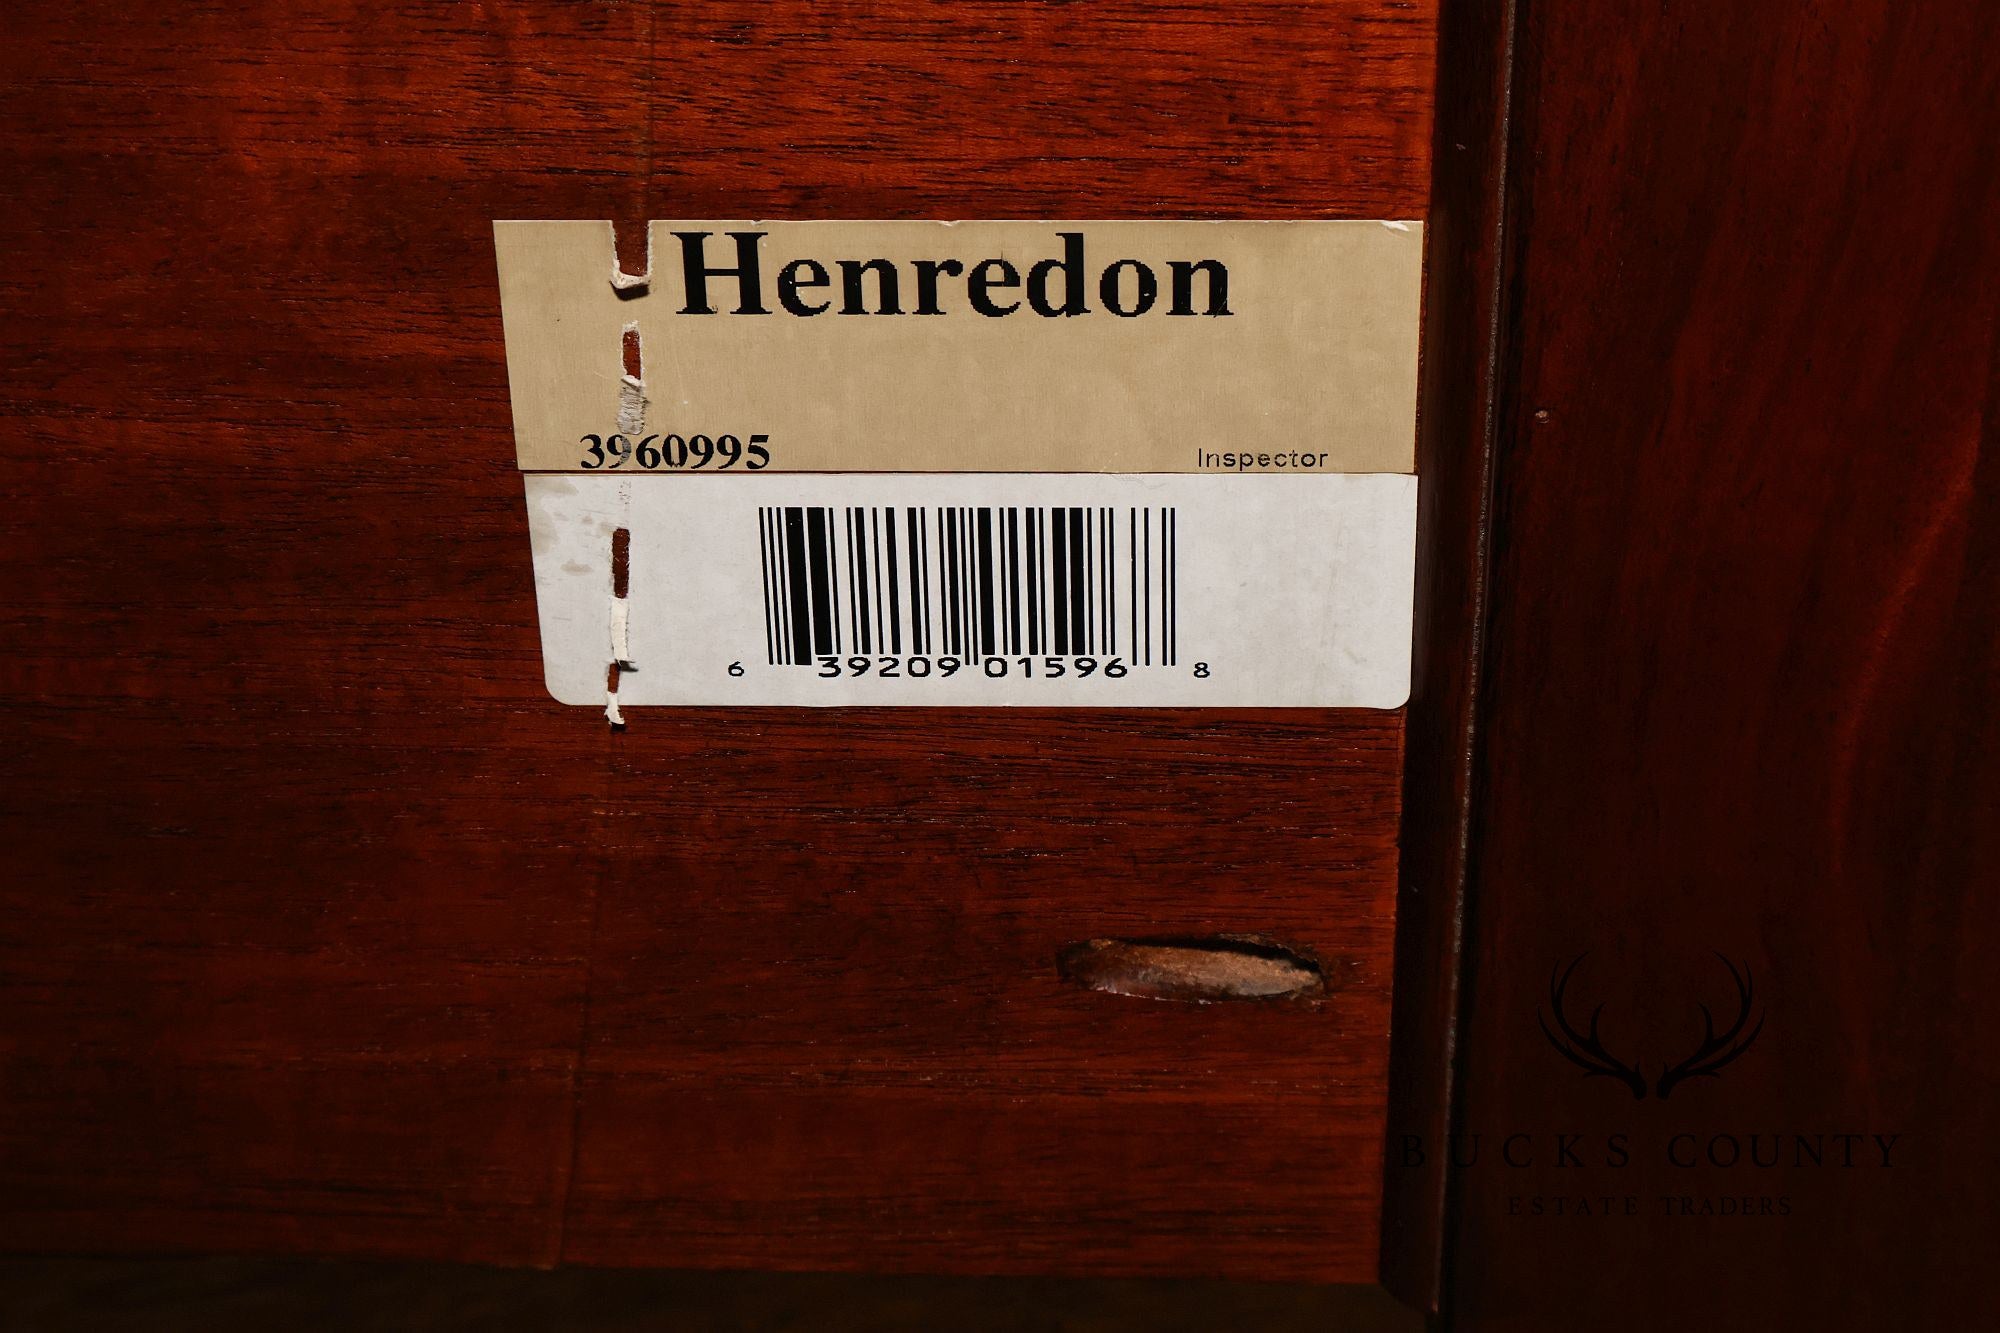 Henredon
3960995 Inspector
6 39209 01596 8
BUCKS COUNTY
ESTATE TRADERS